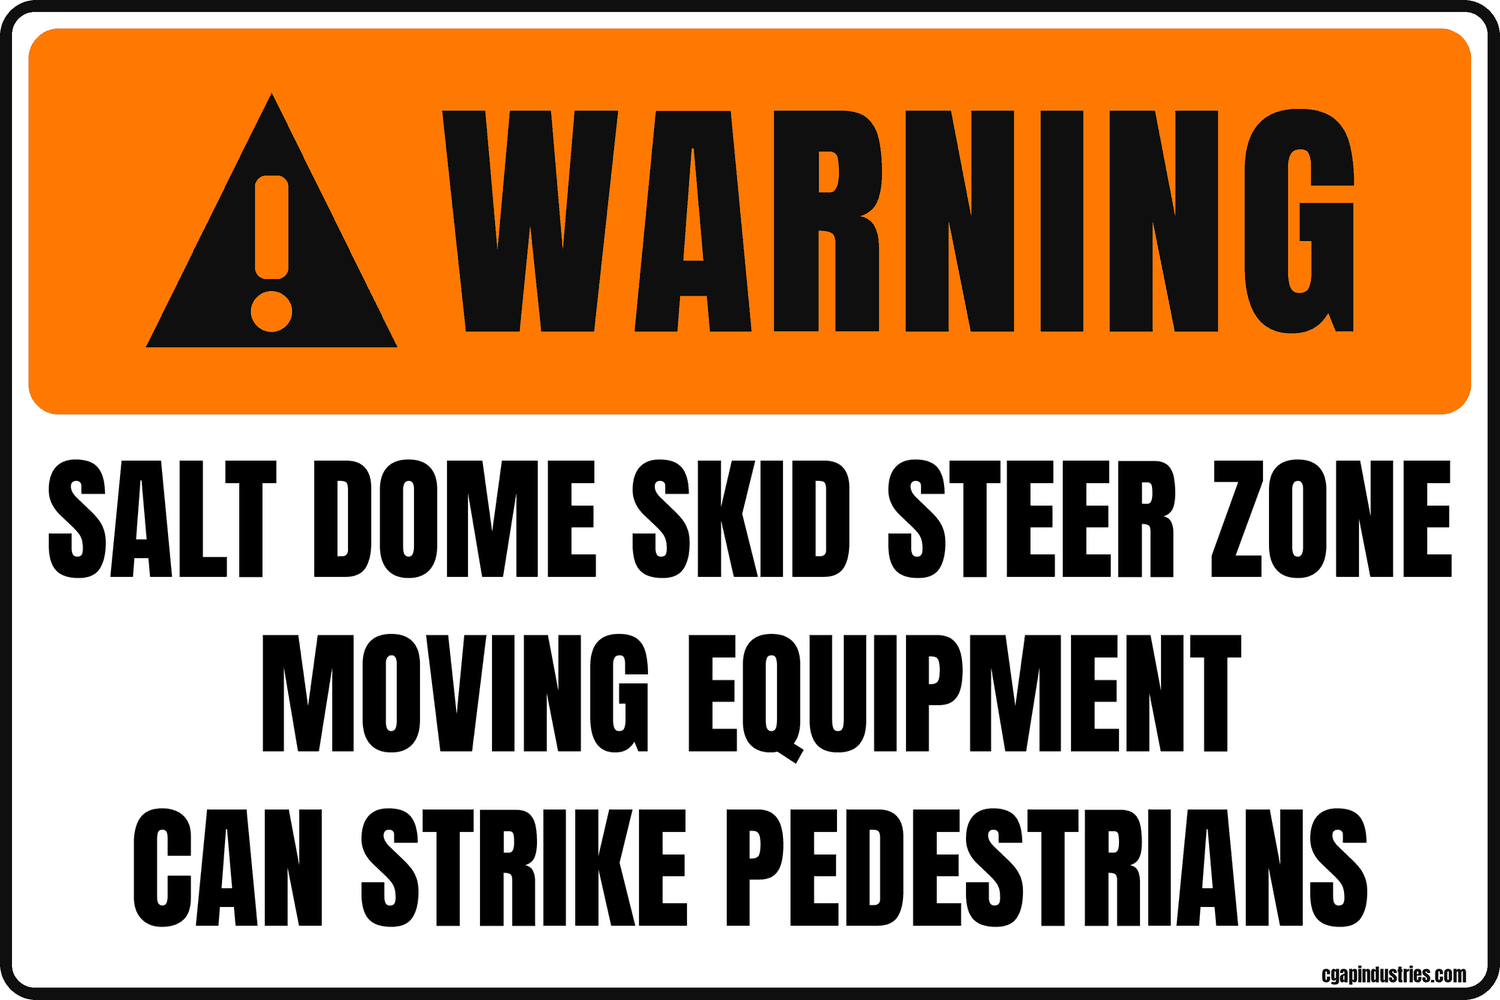 WARNING
SALT DOME SKID STEER ZONE
MOVING EQUIPMENT
CAN STRIKE PEDESTRIANS
cgapindustries.com